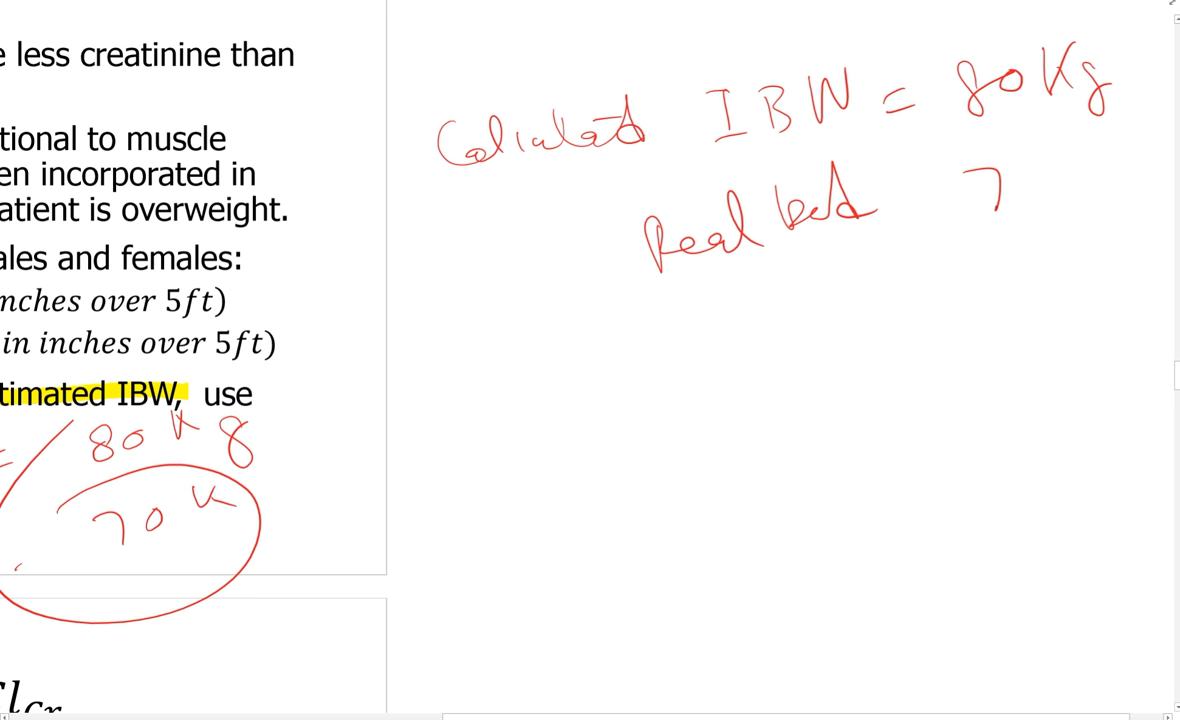 less creatinine than
tional to muscle
en incorporated in
atient is overweight.
ales and females:
nches over 5ft)
in inches over 5ft)
timated IBW, use
= 80 Kg
70 K
Calculated IBW = 80 Kg
Real 7
Cl_Cr